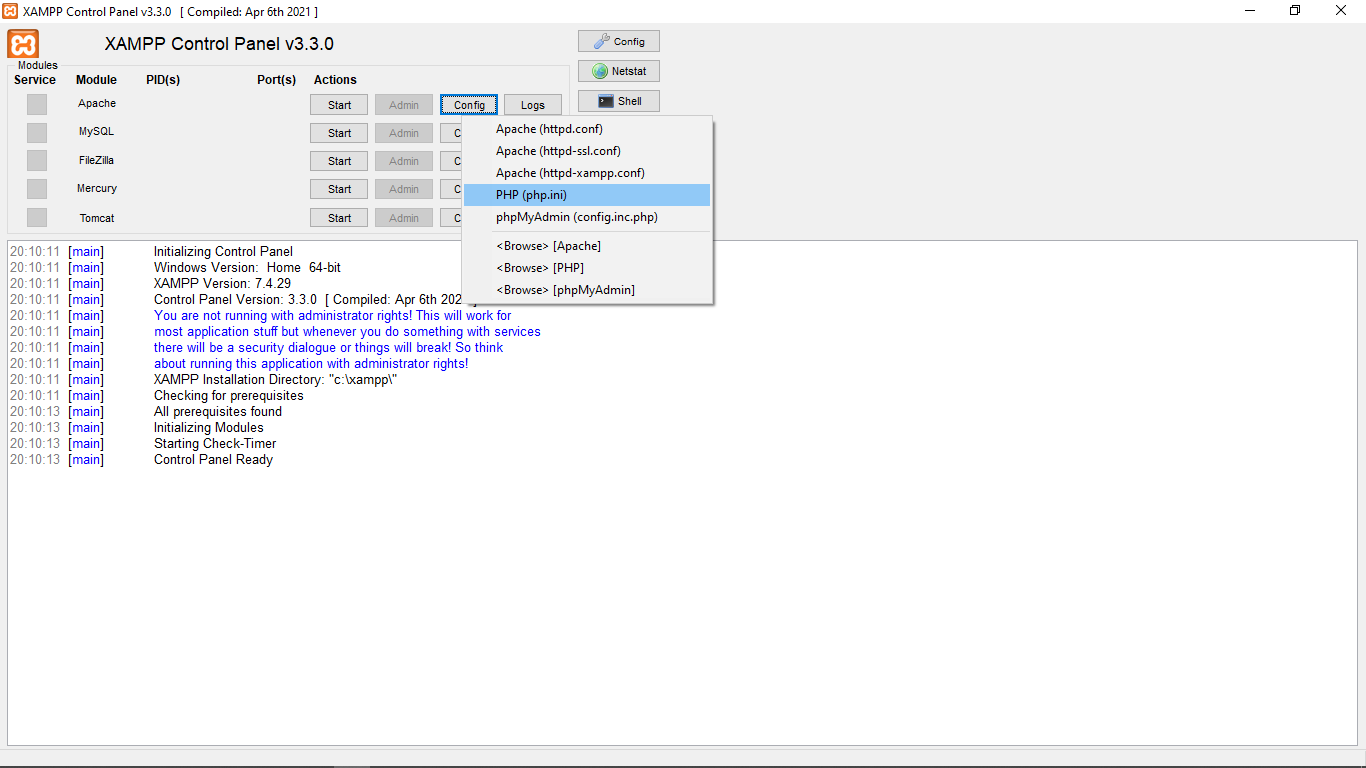 XAMPP Control Panel v3.3.0 [ Compiled: Apr 6th 2021 ]
XAMPP Control Panel v3.3.0
Config
Modules
Service Module PID(s) Port(s) Actions
Netstat
Apache Start Admin Config Logs
Shell
MySQL Start Admin
FileZilla Start Admin
Mercury Start Admin
Tomcat Start Admin
Apache (httpd.conf)
Apache (httpd-ssl.conf)
Apache (httpd-xampp.conf)
PHP (php.ini)
phpMyAdmin (config.inc.php)
<Browse> [Apache]
<Browse> [PHP]
<Browse> [phpMyAdmin]
20:10:11 [main] Initializing Control Panel
20:10:11 [main] Windows Version: Home 64-bit
20:10:11 [main] XAMPP Version: 7.4.29
20:10:11 [main] Control Panel Version: 3.3.0 [ Compiled: Apr 6th 202
20:10:11 [main] You are not running with administrator rights! This will work for
20:10:11 [main] most application stuff but whenever you do something with services
20:10:11 [main] there will be a security dialogue or things will break! So think
20:10:11 [main] about running this application with administrator rights!
20:10:11 [main] XAMPP Installation Directory: "c:\xampp\"
20:10:11 [main] Checking for prerequisites
20:10:13 [main] All prerequisites found
20:10:13 [main] Initializing Modules
20:10:13 [main] Starting Check-Timer
20:10:13 [main] Control Panel Ready